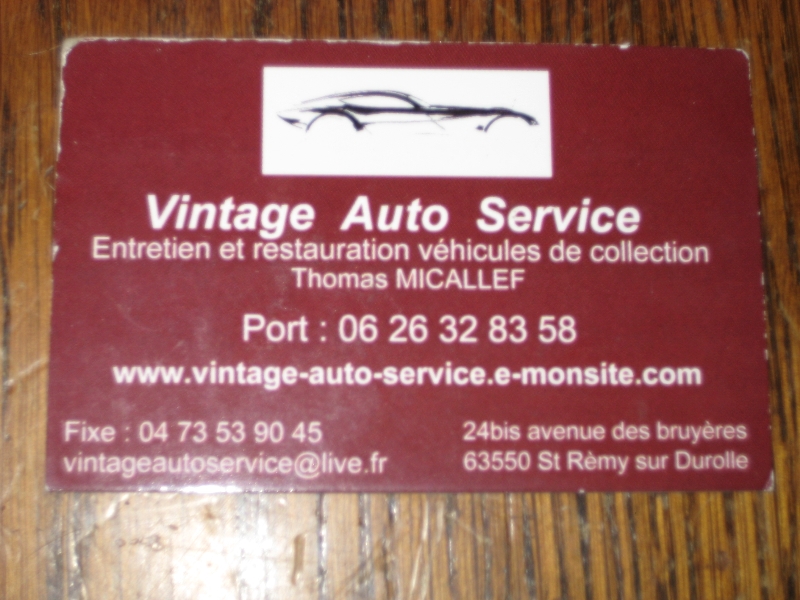 Vintage Auto Service
Entretien et restauration véhicules de collection
Thomas MICALLEF
Port : 06 26 32 83 58
www.vintage-auto-service.e-monsite.com
Fixe : 04 73 53 90 45
vintageautoservice@live.fr
24bis avenue des bruyères
63550 St Rèmy sur Durolle